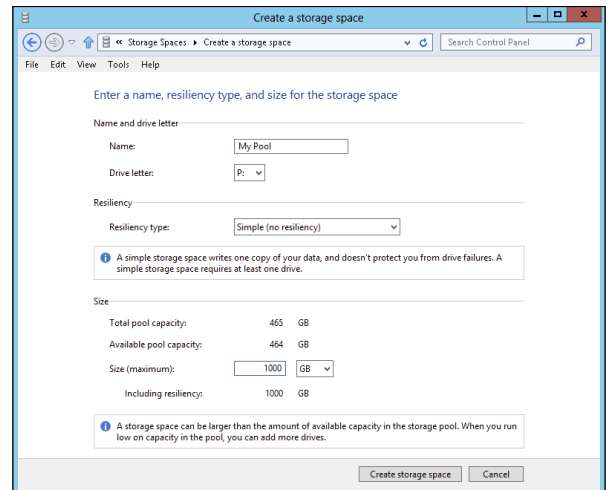 Create a storage space
« Storage Spaces Create a storage space
Search Control Panel
File Edit View Tools Help
Enter a name, resiliency type, and size for the storage space
Name and drive letter
Name: My Pool
Drive letter: P:
Resiliency
Resiliency type: Simple (no resiliency)
A simple storage space writes one copy of your data, and doesn't protect you from drive failures. A
simple storage space requires at least one drive.
Size
Total pool capacity: 465 GB
Available pool capacity: 464 GB
Size (maximum): 1000 GB
Including resiliency: 1000 GB
A storage space can be larger than the amount of available capacity in the storage pool. When you run
low on capacity in the pool, you can add more drives.
Create storage space Cancel